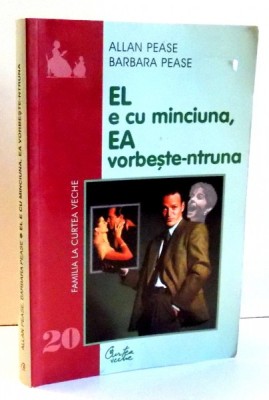 ALLAN PEASE
BARBARA PEASE
EL
e cu minciuna,
EA
vorbește-ntruna
FAMILIA LA CURTEA VECHE
20
Curtea
veche
ALLAN PEASE, BARBARA PEASE • EL E CU MINCIUNA, EA VORBEȘTE-NTRUNA